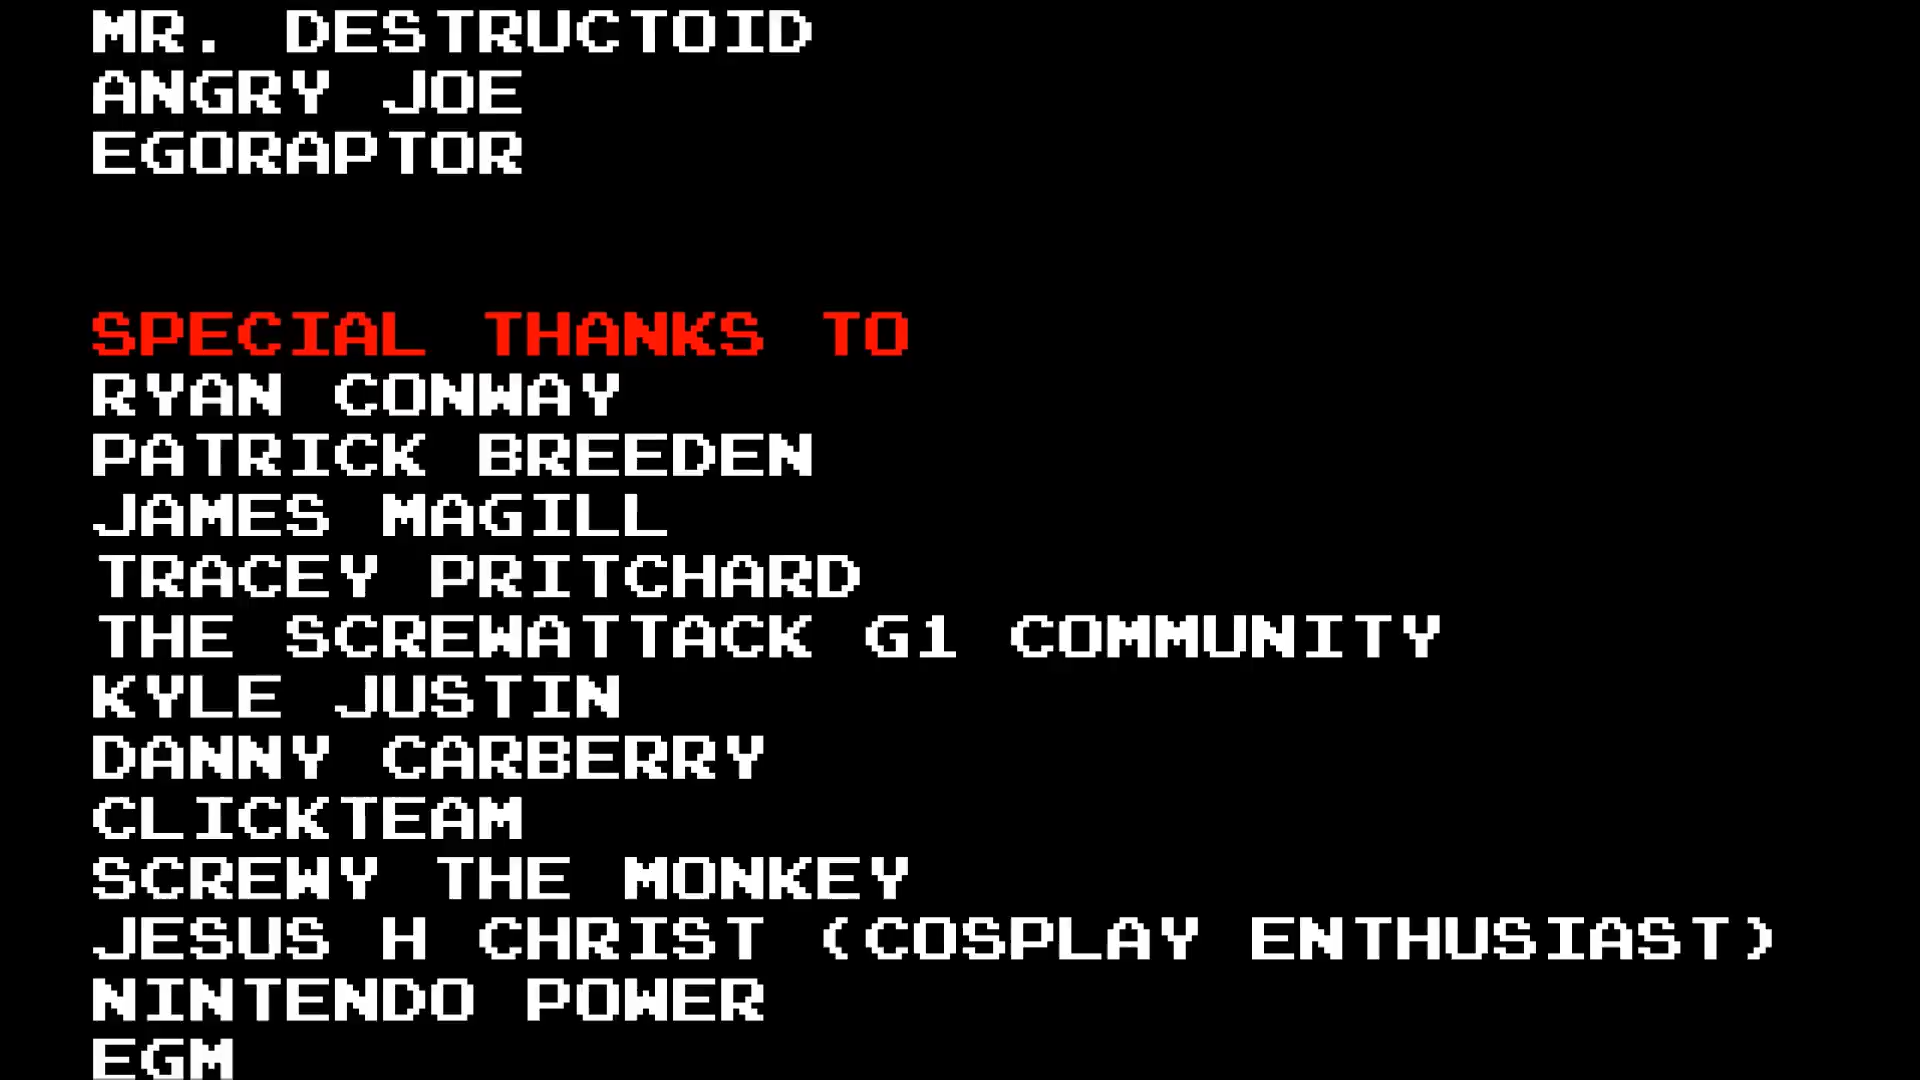 MR. DESTRUCTOID
ANGRY JOE
EGORAPTOR
SPECIAL THANKS TO
RYAN CONWAY
PATRICK BREEDEN
JAMES MAGILL
TRACEY PRITCHARD
THE SCREWATTACK G1 COMMUNITY
KYLE JUSTIN
DANNY CARBERRY
CLICKTEAM
SCREWY THE MONKEY
JESUS H CHRIST (COSPLAY ENTHUSIAST)
NINTENDO POWER
EGM